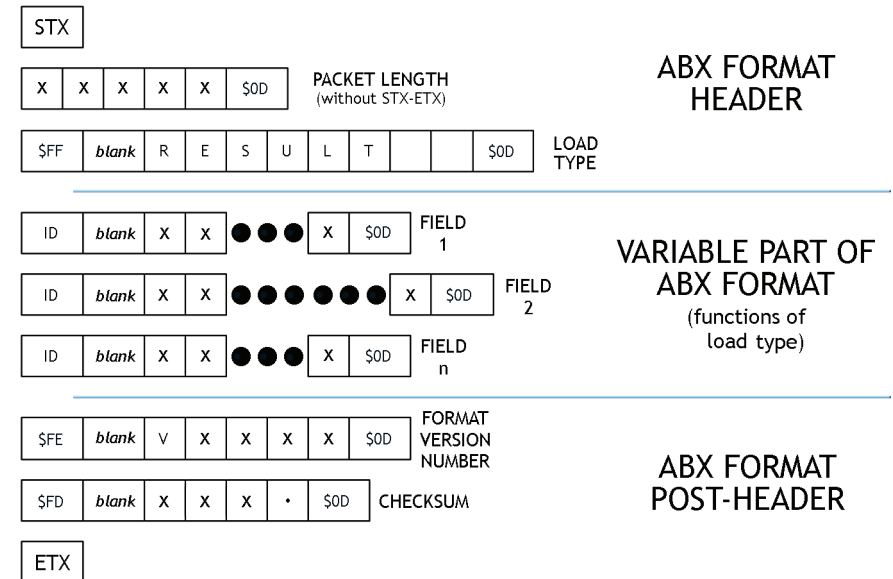 STX
X X X X X $0D
PACKET LENGTH
(without STX-ETX)
ABX FORMAT
HEADER
$FF blank R E S U L T $0D
LOAD
TYPE
ID blank X X ●●● X $0D
FIELD
1
ID blank X X ●●●●●● X $0D
FIELD
2
ID blank X X ●●● X $0D
FIELD
n
VARIABLE PART OF
ABX FORMAT
(functions of
load type)
$FE blank V X X X X $0D
FORMAT
VERSION
NUMBER
$FD blank X X X · $0D
CHECKSUM
ABX FORMAT
POST-HEADER
ETX